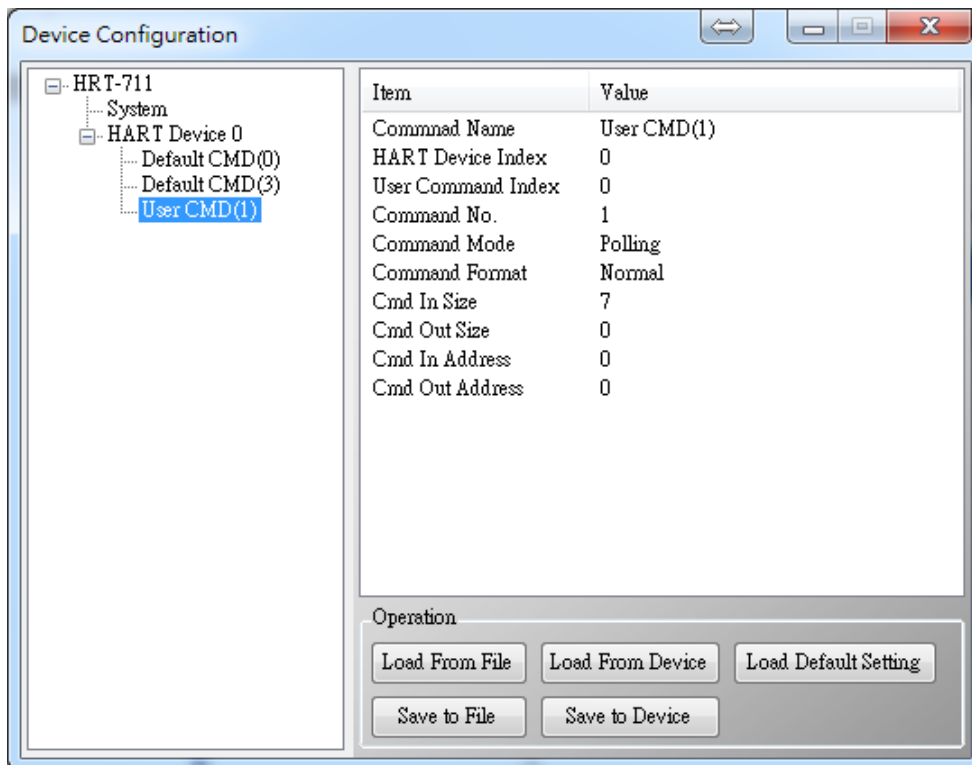 Device Configuration
HRT-711
System
HART Device 0
Default CMD(0)
Default CMD(3)
User CMD(1)
Item Value
Commnad Name User CMD(1)
HART Device Index 0
User Command Index 0
Command No. 1
Command Mode Polling
Command Format Normal
Cmd In Size 7
Cmd Out Size 0
Cmd In Address 0
Cmd Out Address 0
Operation
Load From File Load From Device Load Default Setting
Save to File Save to Device